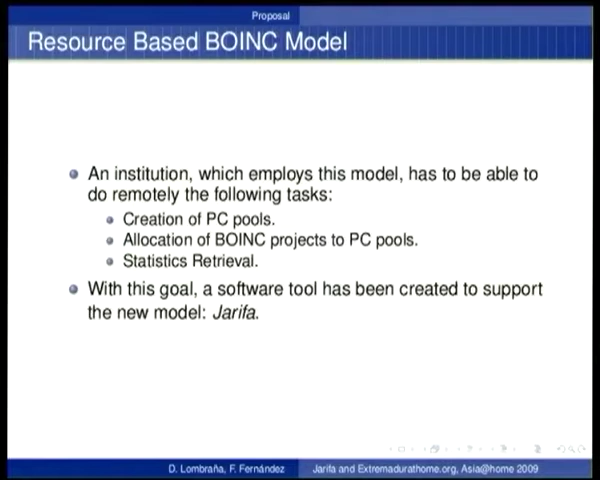 Proposal
Resource Based BOINC Model
An institution, which employs this model, has to be able to
do remotely the following tasks:
Creation of PC pools.
Allocation of BOINC projects to PC pools.
Statistics Retrieval.
With this goal, a software tool has been created to support
the new model: Jarifa.
D. Lombraña, F. Fernández
Jarifa and Extremadurathome.org, Asia@home 2009